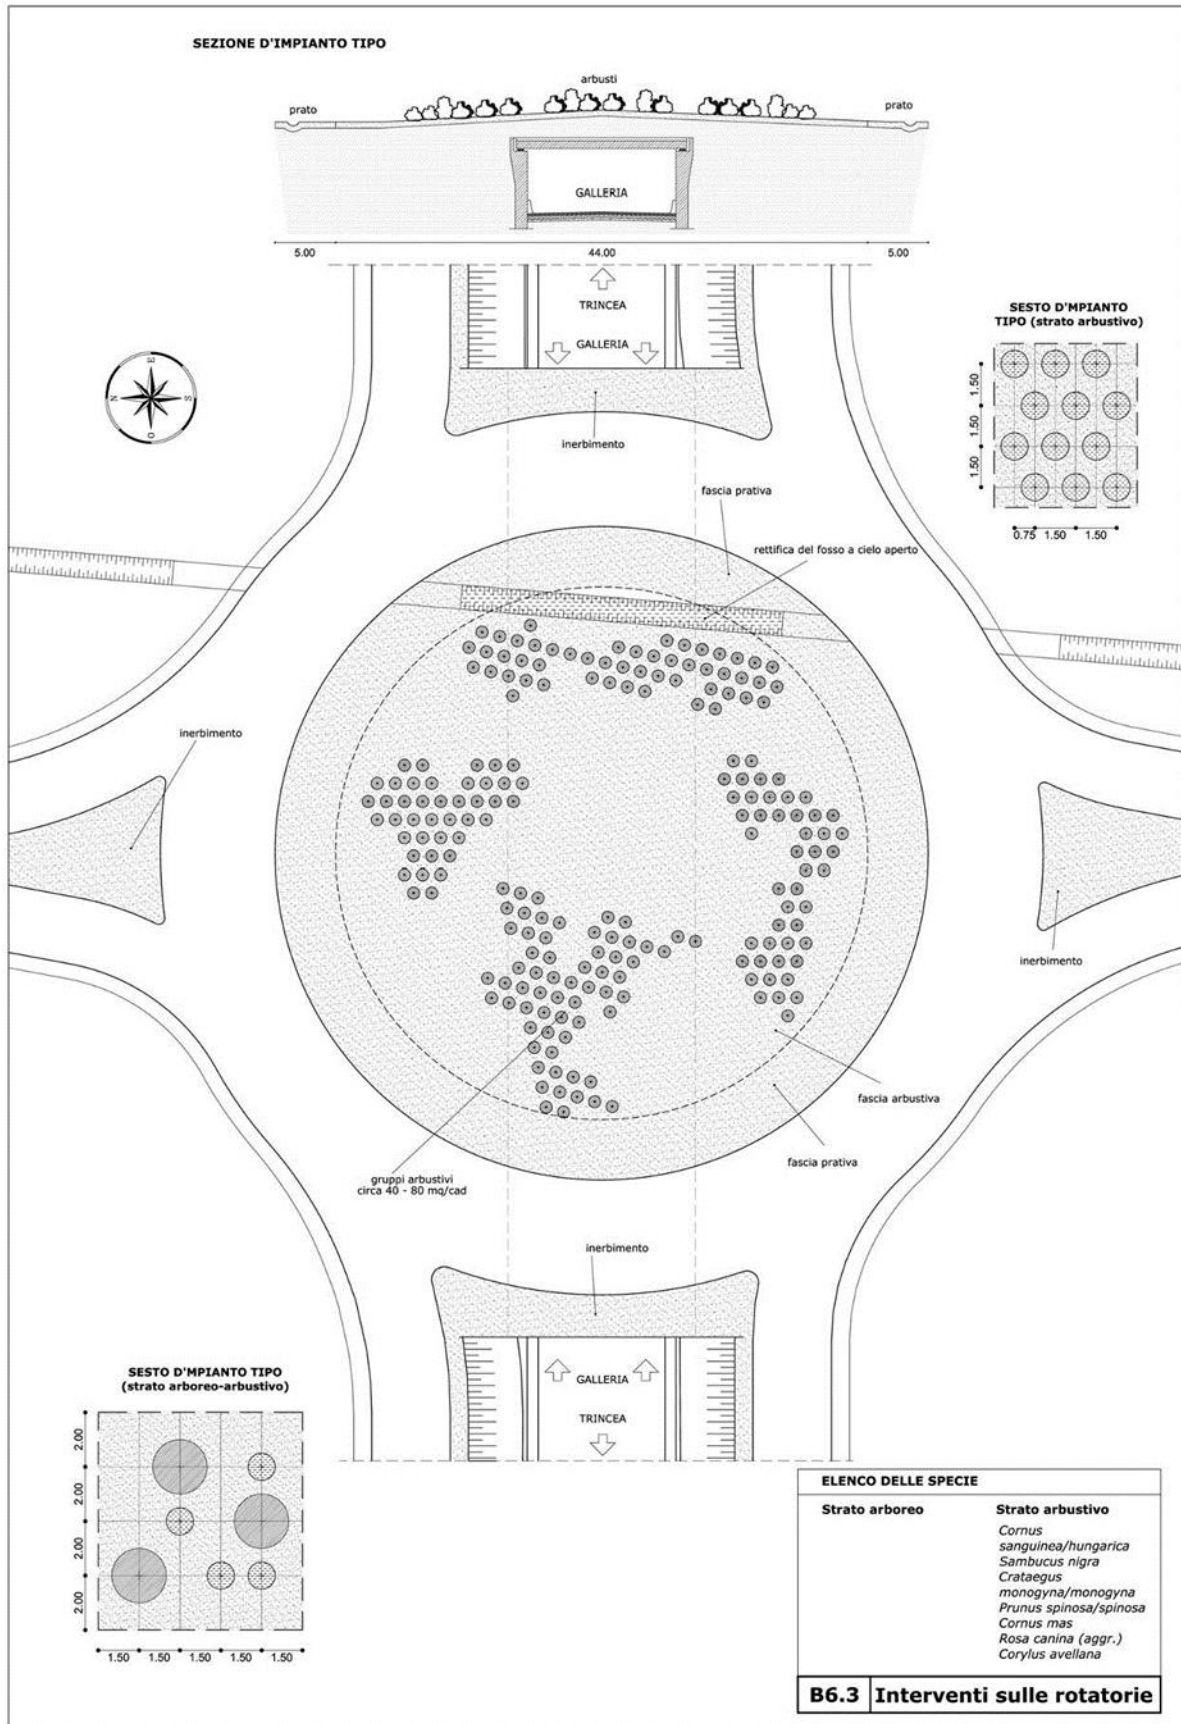 SEZIONE D'IMPIANTO TIPO
arbusti
prato
prato
GALLERIA
5.00
44.00
5.00
TRINCEA
GALLERIA
inerbimento
E
N
S
O
SESTO D'MPIANTO
TIPO (strato arbustivo)
1.50
1.50
1.50
0.75
1.50
1.50
fascia prativa
rettifica del fosso a cielo aperto
inerbimento
inerbimento
fascia arbustiva
fascia prativa
gruppi arbustivi
circa 40 - 80 mq/cad
inerbimento
GALLERIA
TRINCEA
SESTO D'MPIANTO TIPO
(strato arboreo-arbustivo)
2.00
2.00
2.00
2.00
1.50
1.50
1.50
1.50
1.50
ELENCO DELLE SPECIE
Strato arboreo
Strato arbustivo
Cornus
sanguinea/hungarica
Sambucus nigra
Crataegus
monogyna/monogyna
Prunus spinosa/spinosa
Cornus mas
Rosa canina (aggr.)
Corylus avellana
B6.3 Interventi sulle rotatorie